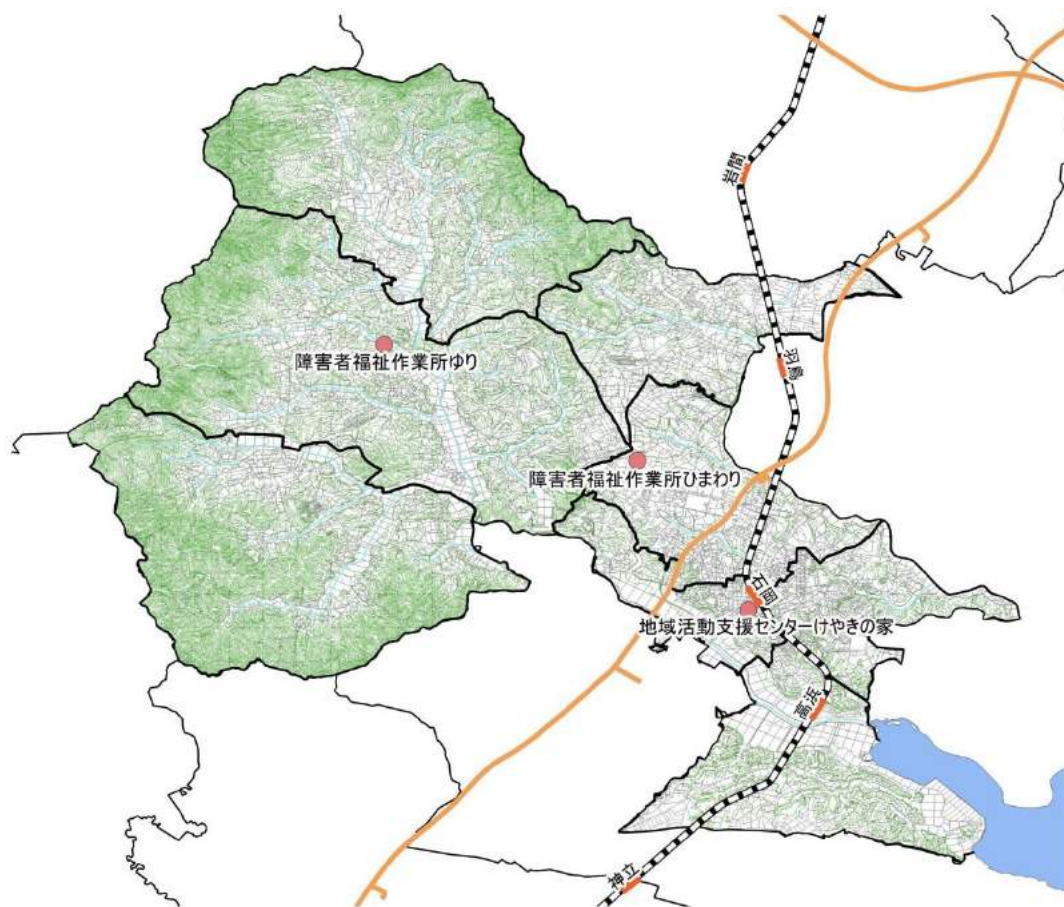 岩間
羽鳥
障害者福祉作業所ゆり
障害者福祉作業所ひまわり
石岡
地域活動支援センターけやきの家
高浜
神立